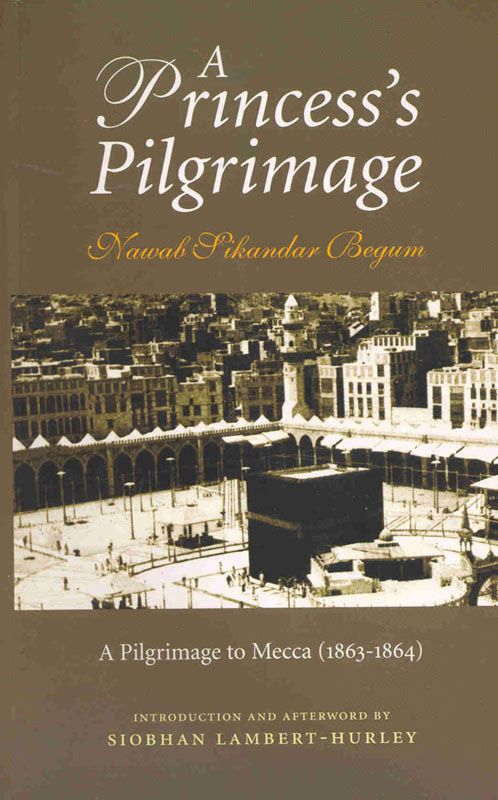 A
Princess's
Pilgrimage
Nawab Sikandar Begum
A Pilgrimage to Mecca (1863-1864)
INTRODUCTION AND AFTERWORD BY
SIOBHAN LAMBERT-HURLEY